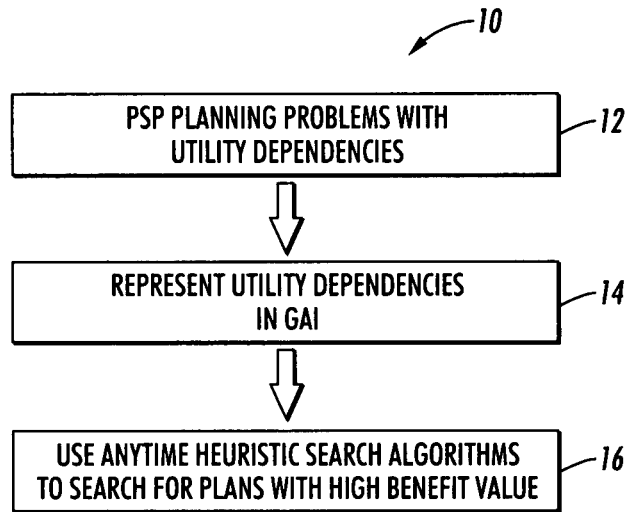 10
PSP PLANNING PROBLEMS WITH
UTILITY DEPENDENCIES
12
REPRESENT UTILITY DEPENDENCIES
IN GAI
14
USE ANYTIME HEURISTIC SEARCH ALGORITHMS
TO SEARCH FOR PLANS WITH HIGH BENEFIT VALUE
16